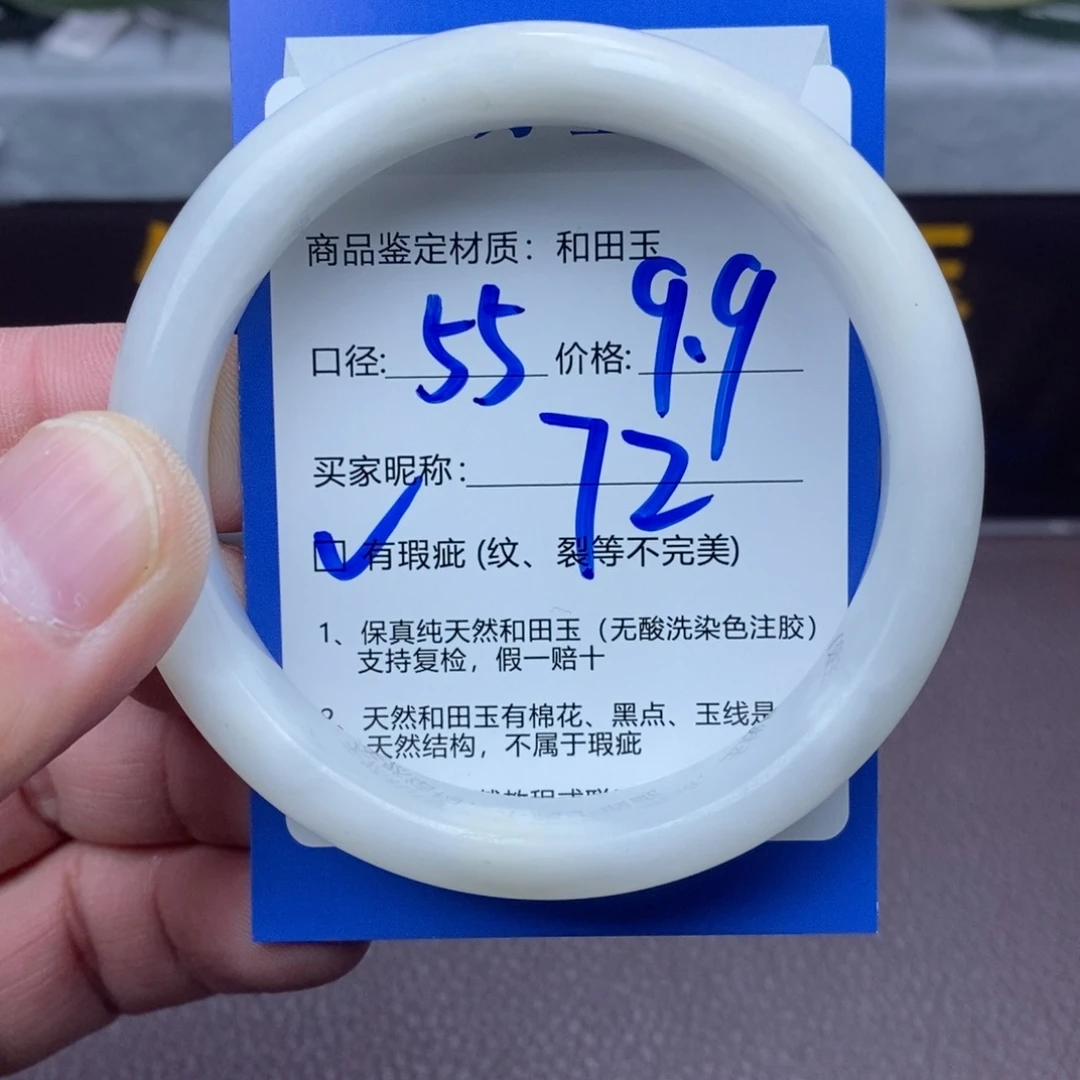 商品鉴定材质：和田玉
口径: 55 价格: 9.9
买家昵称: 72
✓ 有瑕疵 (纹、裂等不完美)
1、保真纯天然和田玉（无酸洗染色注胶）
支持复检，假一赔十
2、天然和田玉有棉花、黑点、玉线是
天然结构，不属于瑕疵